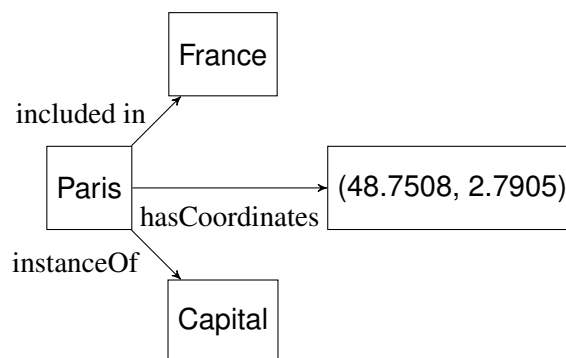 France
included in
Paris
(48.7508, 2.7905)
hasCoordinates
instanceOf
Capital